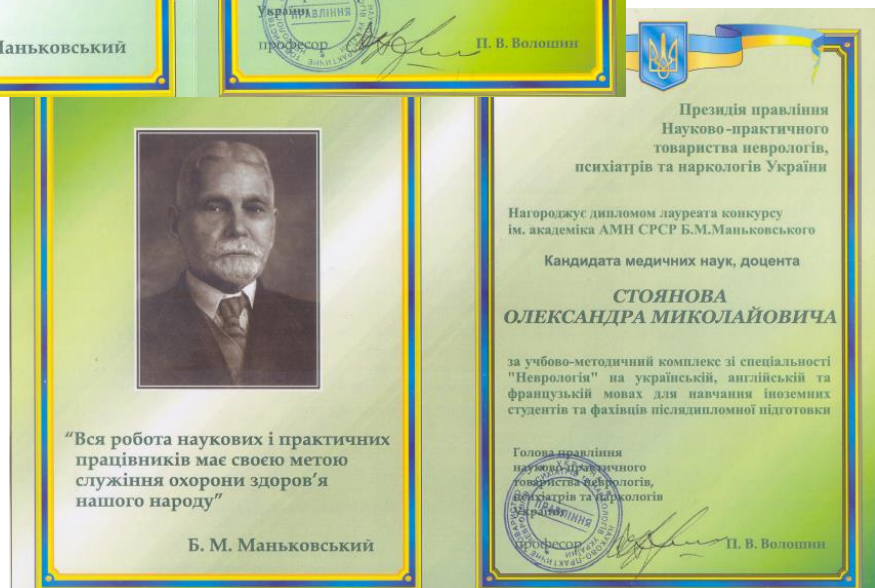 Маньковський
України
професор
П. В. Волошин
ПРАВЛІННЯ
"Вся робота наукових і практичних
працівників має своєю метою
служіння охорони здоров'я
нашого народу"
Б. М. Маньковський
Президія правління
Науково-практичного
товариства неврологів,
психіатрів та наркологів України
Нагороджує дипломом лауреата конкурсу
ім. академіка АМН СРСР Б.М.Маньковського
Кандидата медичних наук, доцента
СТОЯНОВА
ОЛЕКСАНДРА МИКОЛАЙОВИЧА
за учбово-методичний комплекс зі спеціальності
"Неврологія" на українській, англійській та
французькій мовах для навчання іноземних
студентів та фахівців післядипломної підготовки
Голова правління
науково-практичного
товариства неврологів,
психіатрів та наркологів
України
професор
П. В. Волошин
ПРАВЛІННЯ